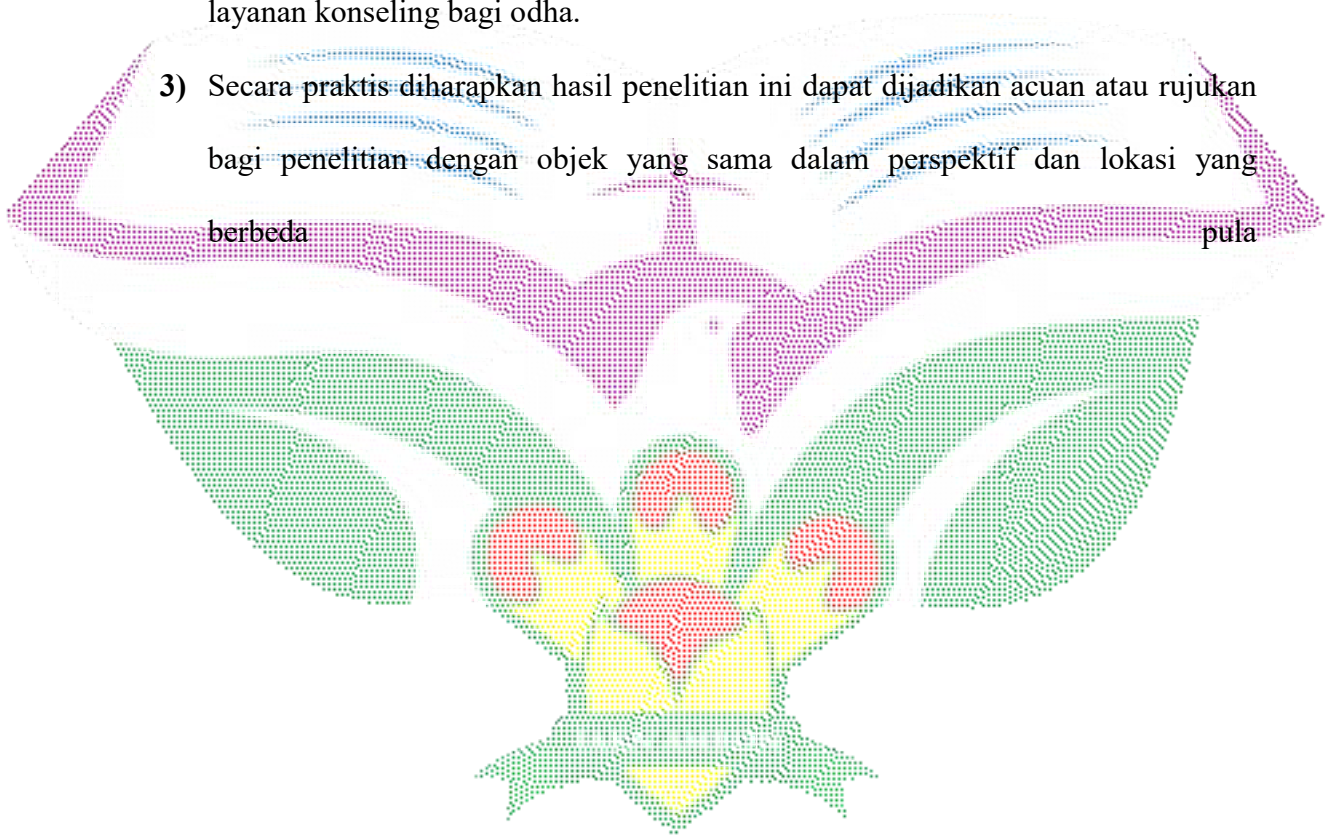 layanan konseling bagi odha.
3) Secara praktis diharapkan hasil penelitian ini dapat dijadikan acuan atau rujukan
bagi penelitian dengan objek yang sama dalam perspektif dan lokasi yang
berbeda pula